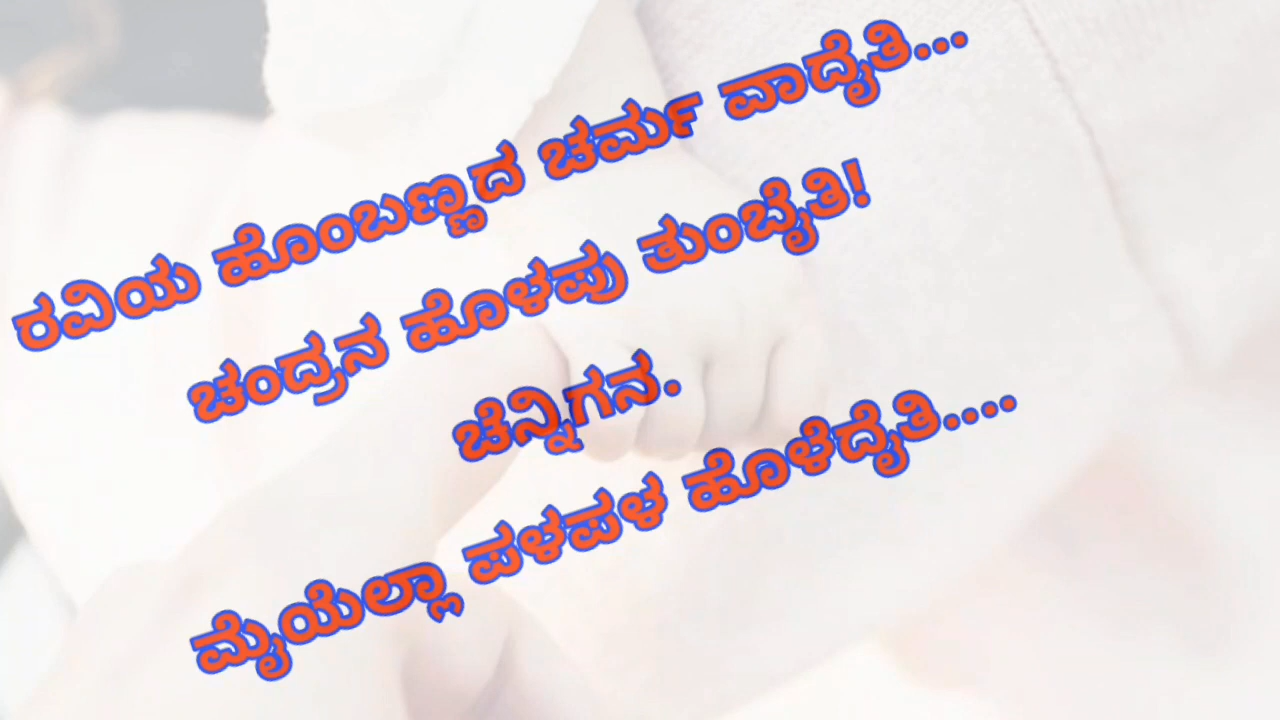 ರವಿಯ ಹೊಂಬಣ್ಣದ ಚರ್ಮ ವಾದೈತಿ...
ಚಂದ್ರನ ಹೊಳಪು ತುಂಬೈತಿ!
ಚೆನ್ನಿಗನ.
ಮೈಯೆಲ್ಲಾ ಪಳಪಳ ಹೊಳೆದೈತಿ....